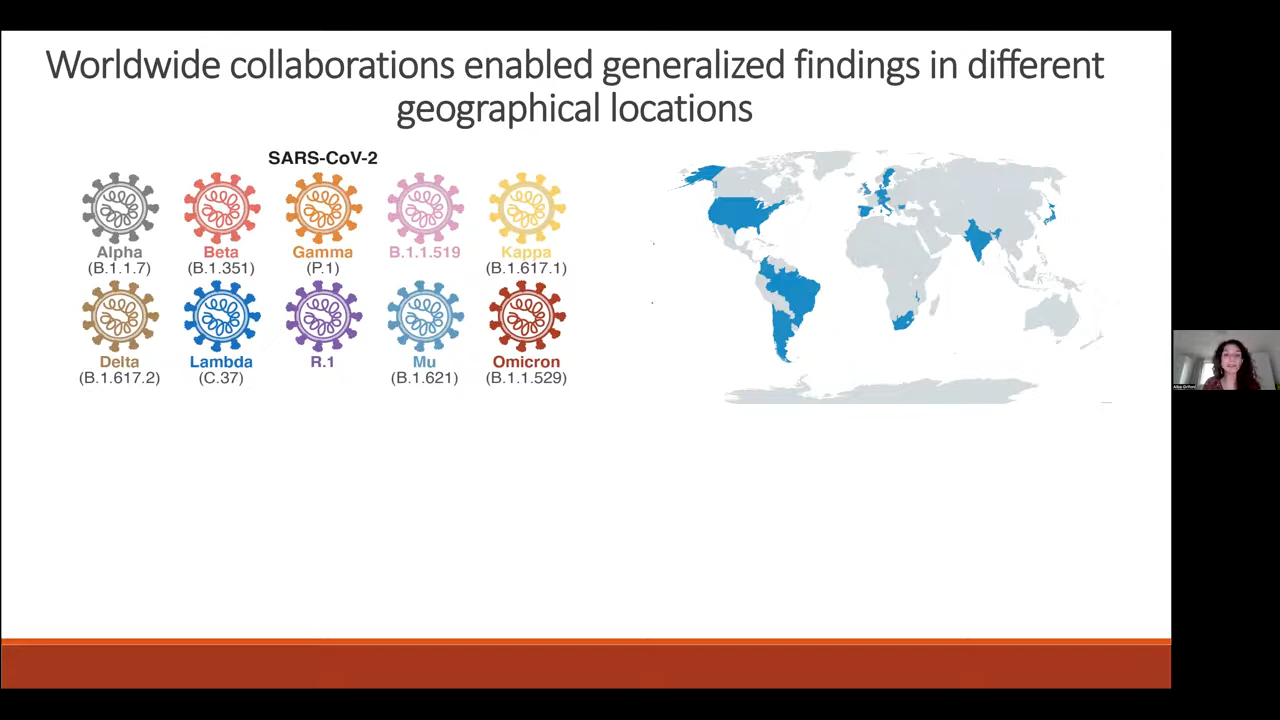 Worldwide collaborations enabled generalized findings in different
geographical locations
SARS-CoV-2
Alpha
(B.1.1.7)
Beta
(B.1.351)
Gamma
(P.1)
B.1.1.519
Kappa
(B.1.617.1)
Delta
(B.1.617.2)
Lambda
(C.37)
R.1
Mu
(B.1.621)
Omicron
(B.1.1.529)